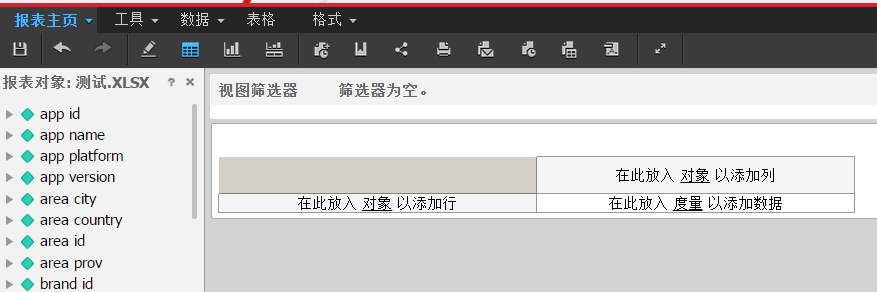 报表主页 工具 数据 表格 格式
报表对象: 测试.XLSX ? ×
app id
app name
app platform
app version
area city
area country
area id
area prov
brand id
视图筛选器 筛选器为空。
在此放入 对象 以添加列
在此放入 对象 以添加行 在此放入 度量 以添加数据